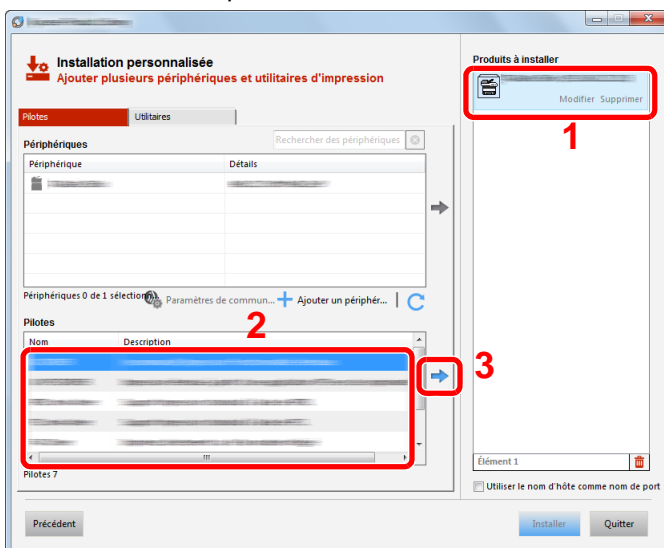 Installation personnalisée
Ajouter plusieurs périphériques et utilitaires d'impression
Pilotes Utilitaires
Périphériques Rechercher des périphériques
Périphérique Détails
Périphériques 0 de 1 Paramètres de commun... Ajouter un périphér...
Pilotes
2
Nom Description
3
Pilotes 7
Précédent
Produits à installer
Modifier Supprimer
1
Élément 1
Utiliser le nom d'hôte comme nom de port
Installer Quitter